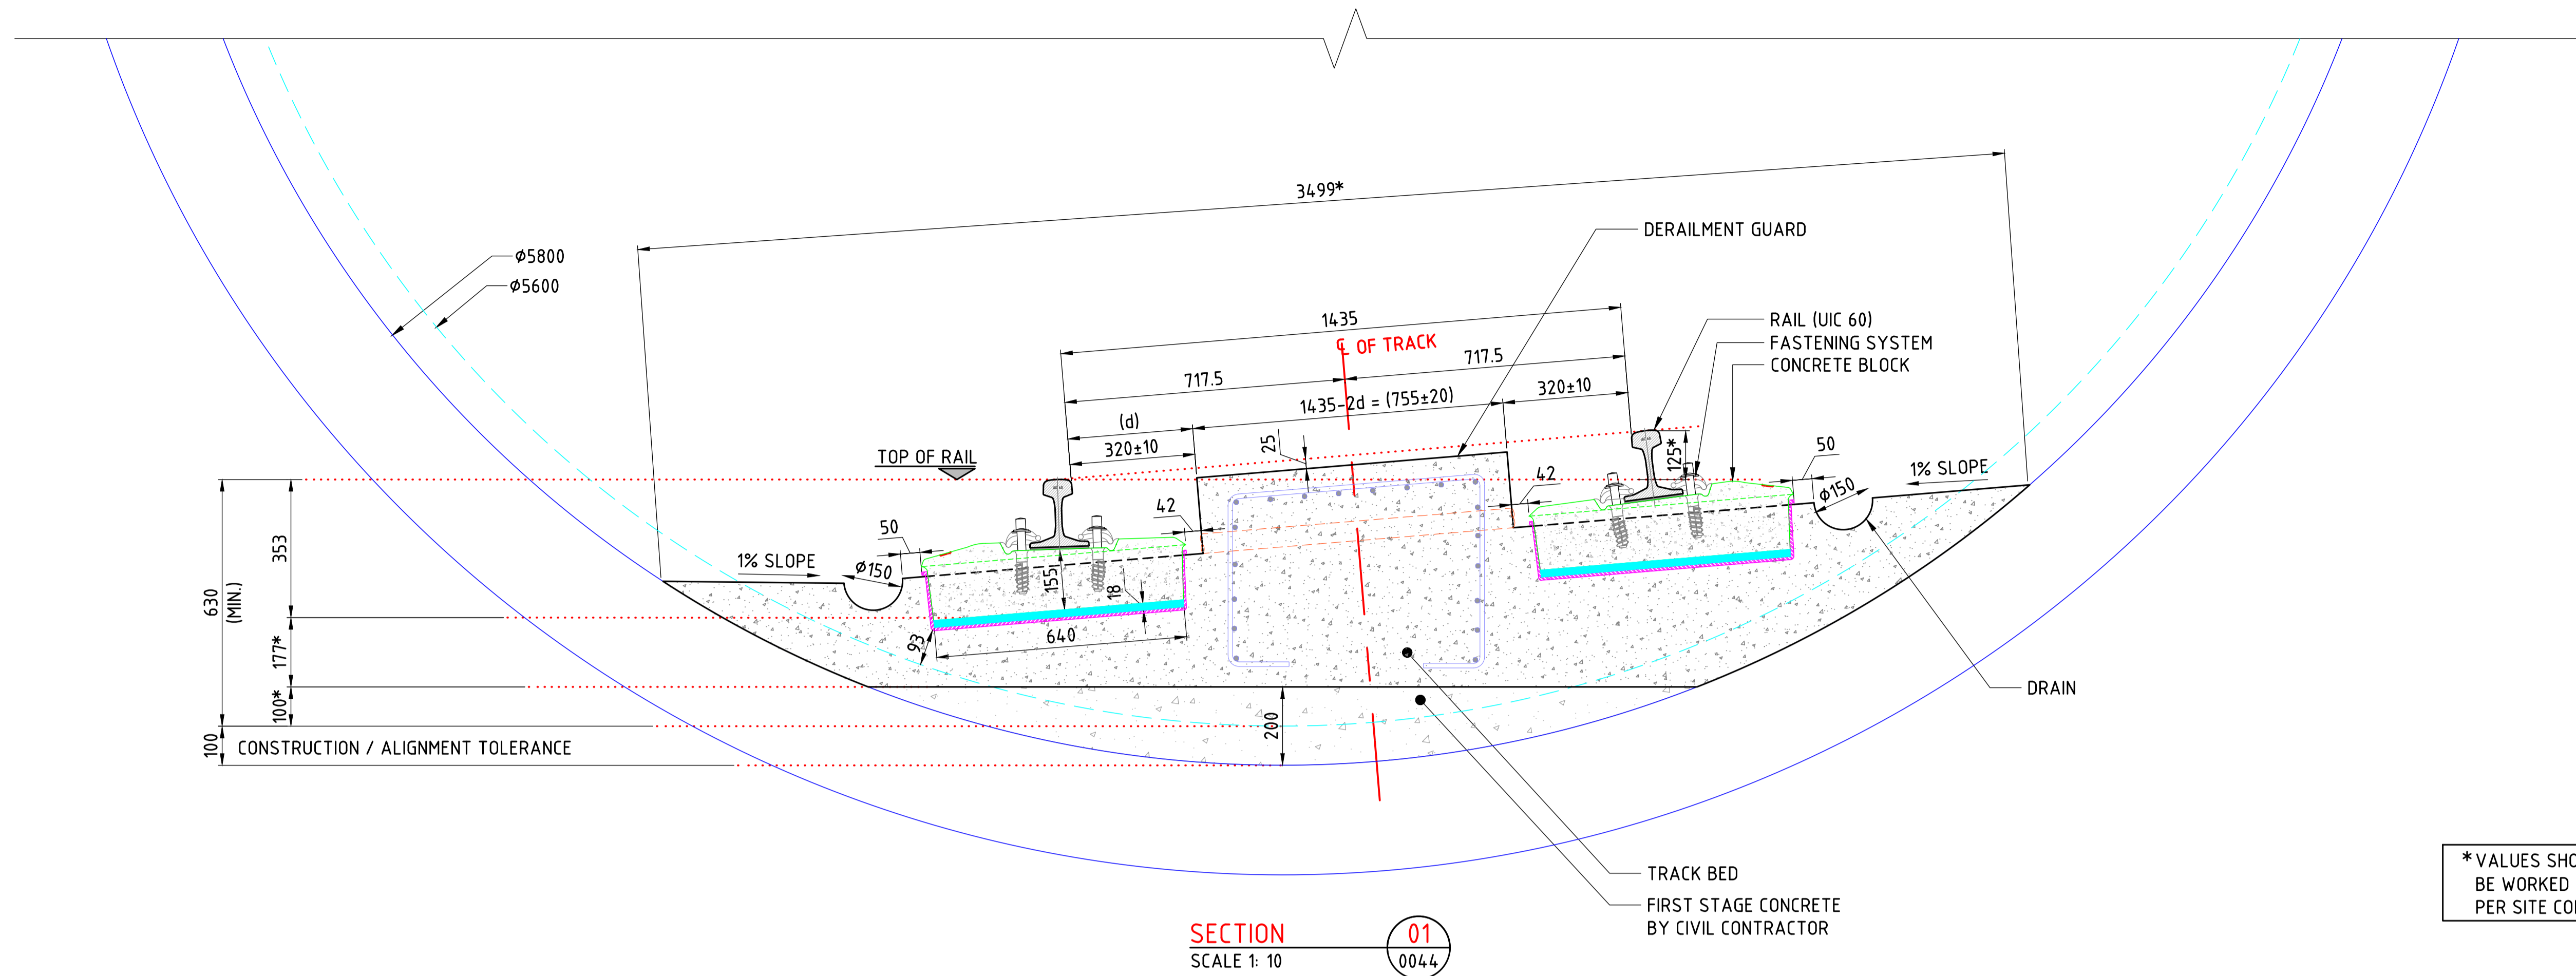 3499*
DERAILMENT GUARD
Ø5800
Ø5600
1435
℄ OF TRACK
RAIL (UIC 60)
FASTENING SYSTEM
CONCRETE BLOCK
717.5
717.5
320±10
1435-2d = (755±20)
(d)
320±10
25
125*
50
TOP OF RAIL
42
1% SLOPE
Ø150
42
50
353
1% SLOPE
Ø150
155
18
630
(MIN.)
640
93
177*
DRAIN
100*
200
100
CONSTRUCTION / ALIGNMENT TOLERANCE
TRACK BED
FIRST STAGE CONCRETE
BY CIVIL CONTRACTOR
SECTION
01
SCALE 1: 10
0044
*VALUES SHO
BE WORKED
PER SITE CO